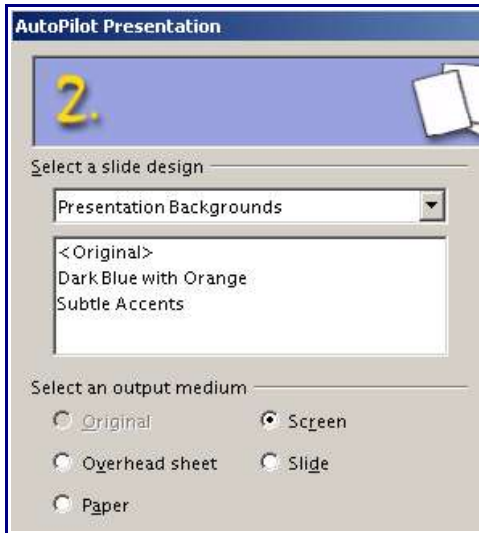 AutoPilot Presentation
2.
Select a slide design
Presentation Backgrounds
<Original>
Dark Blue with Orange
Subtle Accents
Select an output medium
Original
Screen
Overhead sheet
Slide
Paper